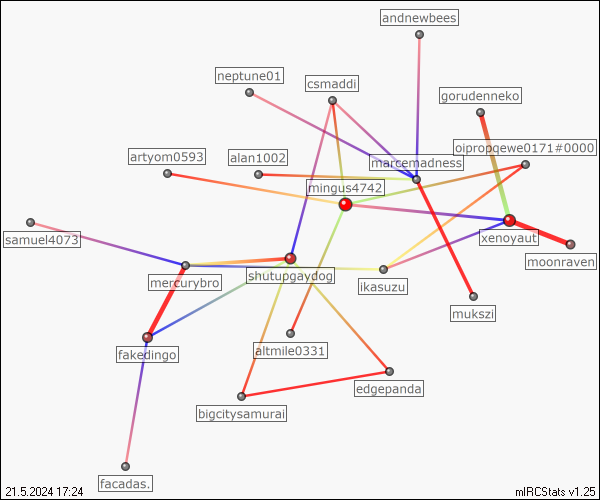 andnewbees
neptune01
csmaddi
gorudenneko
artyom0593
alan1002
marcemadness
oipropqewe0171#0000
mingus4742
samuel4073
xenoyaut
moonraven
mercurybro
shutupgaydog
ikasuzu
mukszi
fakedingo
altmile0331
edgepanda
bigcitysamurai
facadas.
21.5.2024 17:24
mIRCStats v1.25